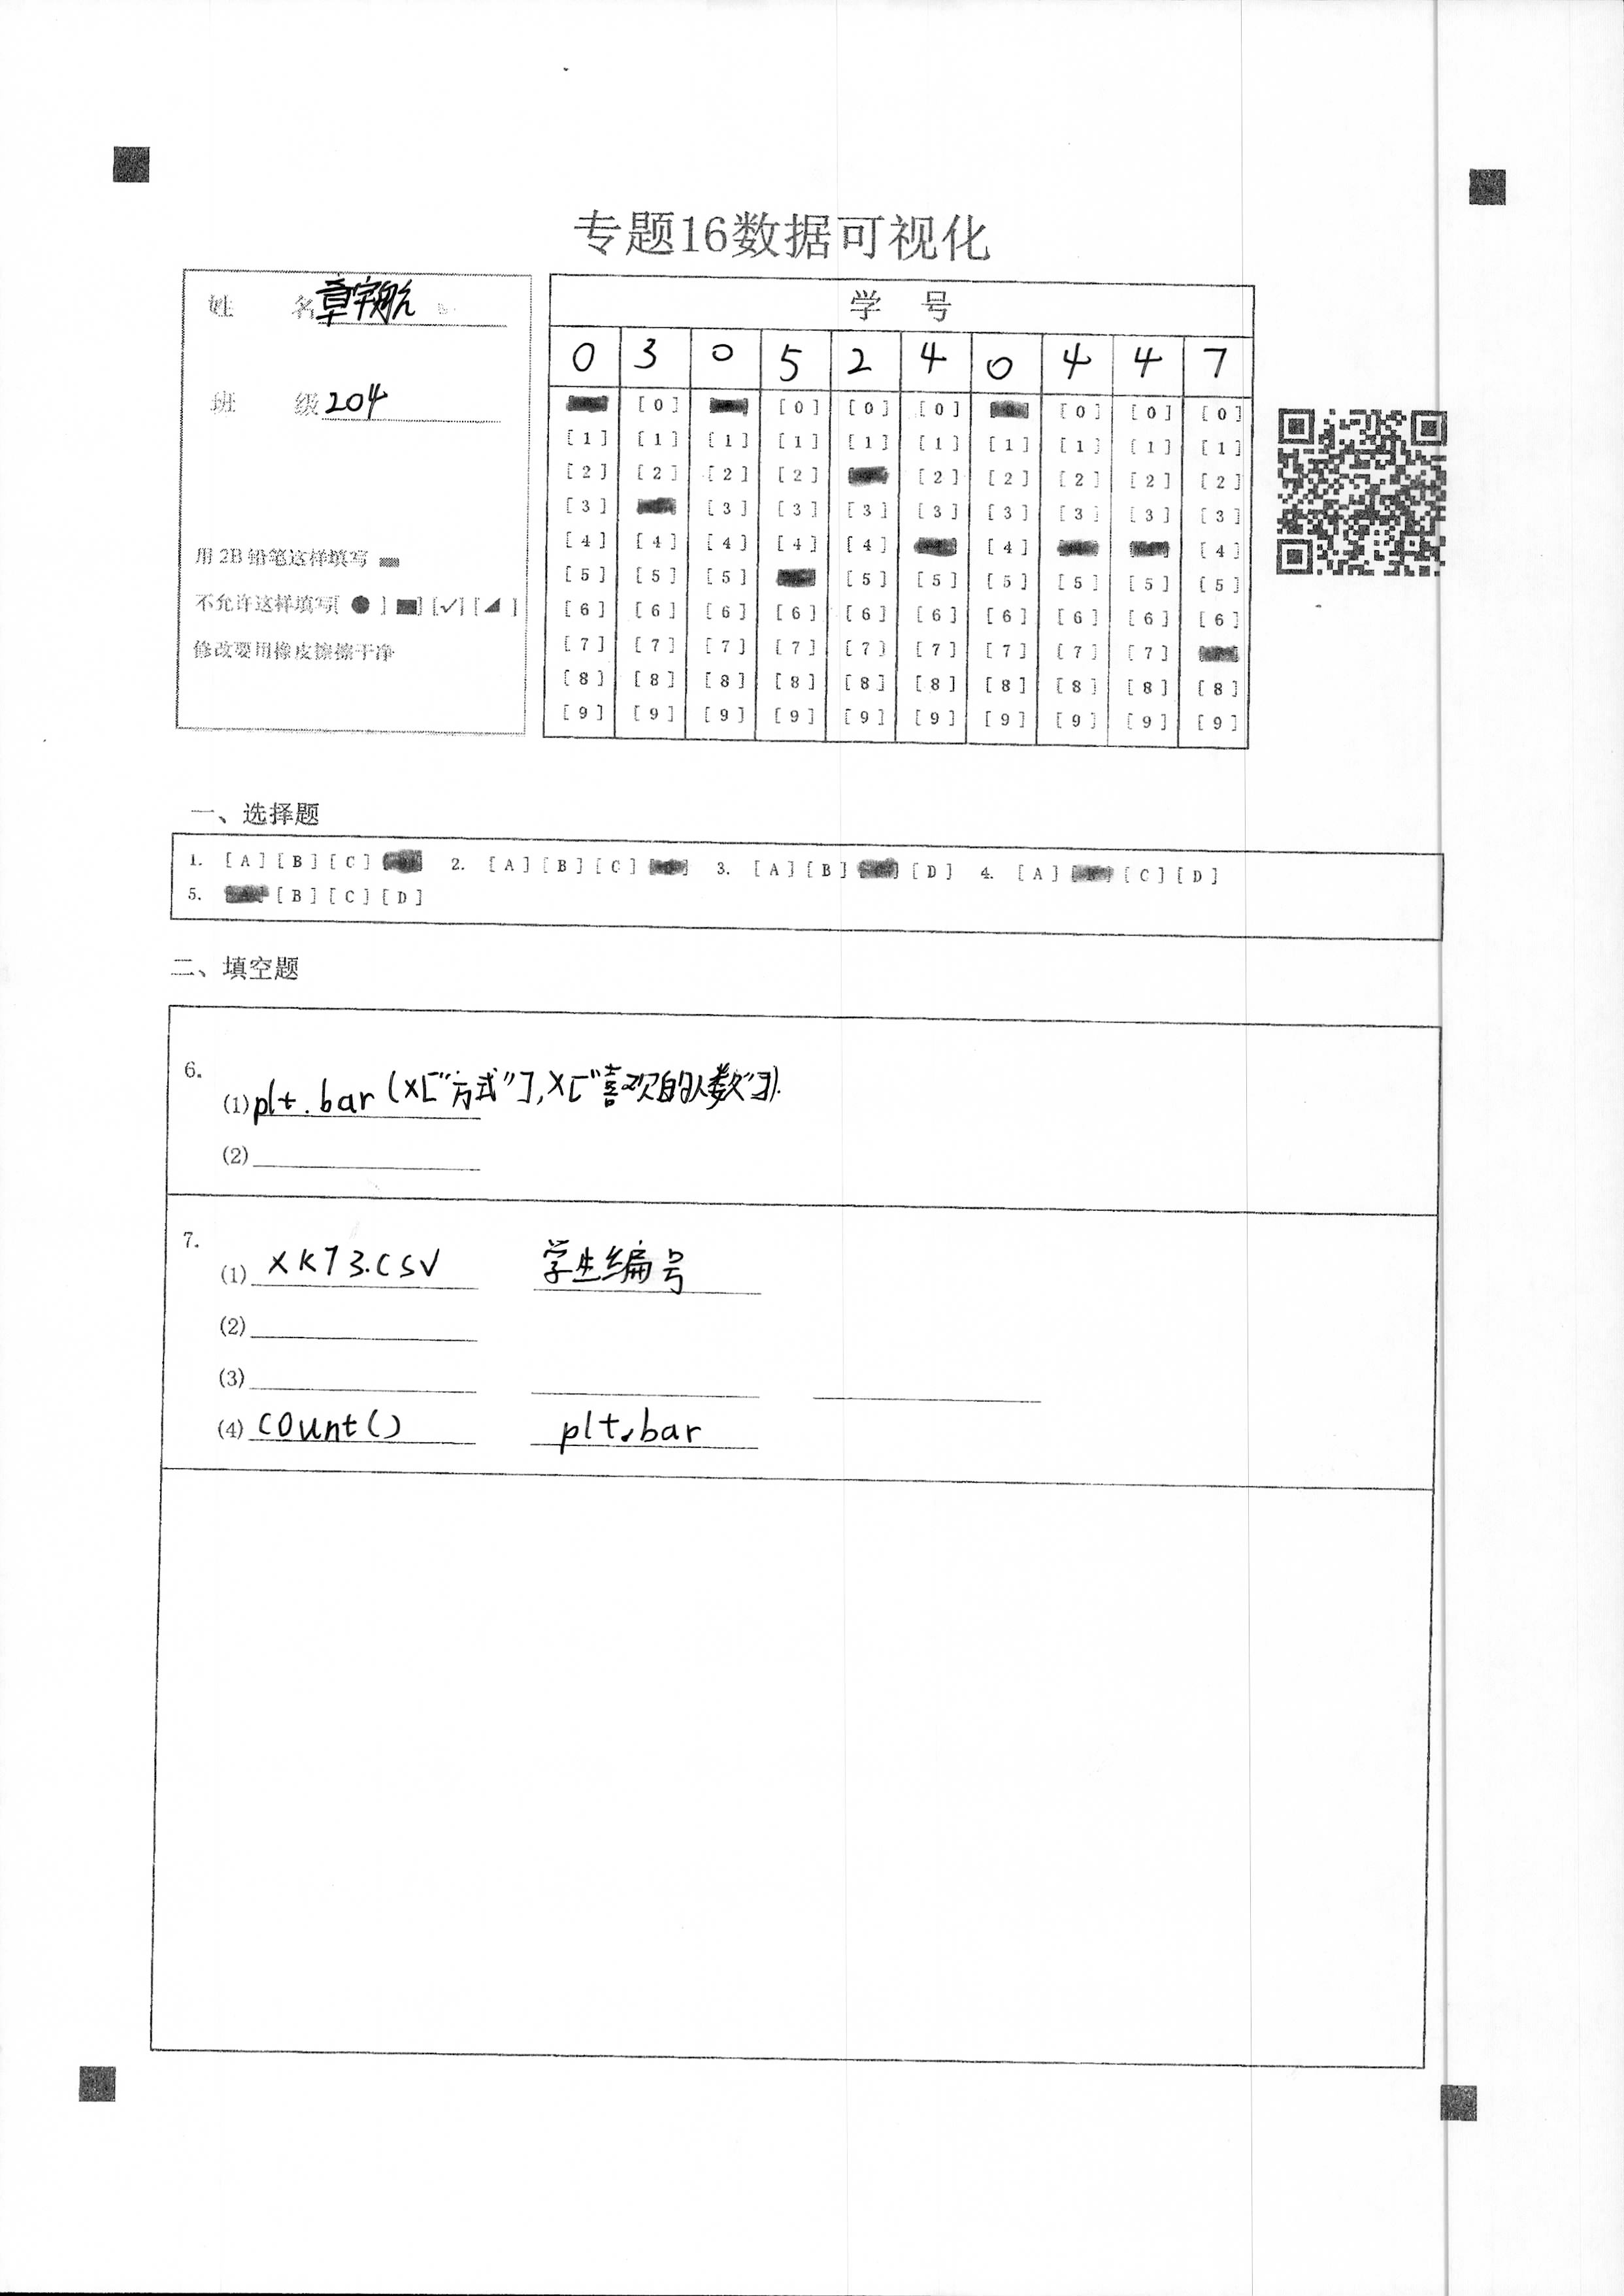 专题16数据可视化
姓 名 章宇航
班 级 204
用 2B 铅笔这样填写
不允许这样填写[ ● ] [■] [✓] [◢ ]
修改要用橡皮擦擦干净
学 号
0 3 0 5 2 4 0 4 4 7
[0] [0] [0] [0] [0] [0] [0]
[1] [1] [1] [1] [1] [1] [1] [1] [1] [1]
[2] [2] [2] [2] [2] [2] [2] [2] [2]
[3] [3] [3] [3] [3] [3] [3] [3] [3]
[4] [4] [4] [4] [4] [4] [4]
[5] [5] [5] [5] [5] [5] [5] [5] [5]
[6] [6] [6] [6] [6] [6] [6] [6] [6] [6]
[7] [7] [7] [7] [7] [7] [7] [7] [7]
[8] [8] [8] [8] [8] [8] [8] [8] [8] [8]
[9] [9] [9] [9] [9] [9] [9] [9] [9] [9]
一、选择题
1. [A] [B] [C] 2. [A] [B] [C] 3. [A] [B] [D] 4. [A] [C] [D]
5. [B] [C] [D]
二、填空题
6.
(1) plt.bar (x["方式"],x["喜欢的人数"]).
(2)
7.
(1) XK73.csv 学生编号
(2)
(3)
(4) count() plt.bar